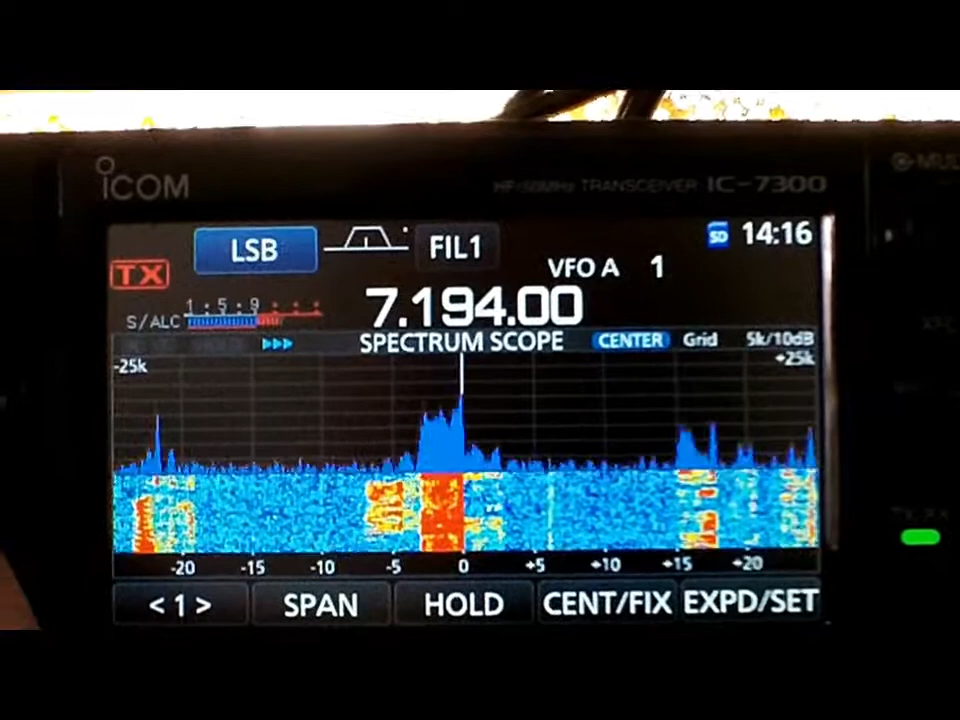 ICOM
HF/50MHz TRANSCEIVER IC-7300
MUL
LSB
FIL1
SD 14:16
TX
VFO A 1
1 · 5 · 9
7.194.00
S/ALC
SPECTRUM SCOPE CENTER Grid 5k/10dB
-25k
+25k
-20 -15 -10 -5 0 +5 +10 +15 +20
< 1 > SPAN HOLD CENT/FIX EXPD/SET